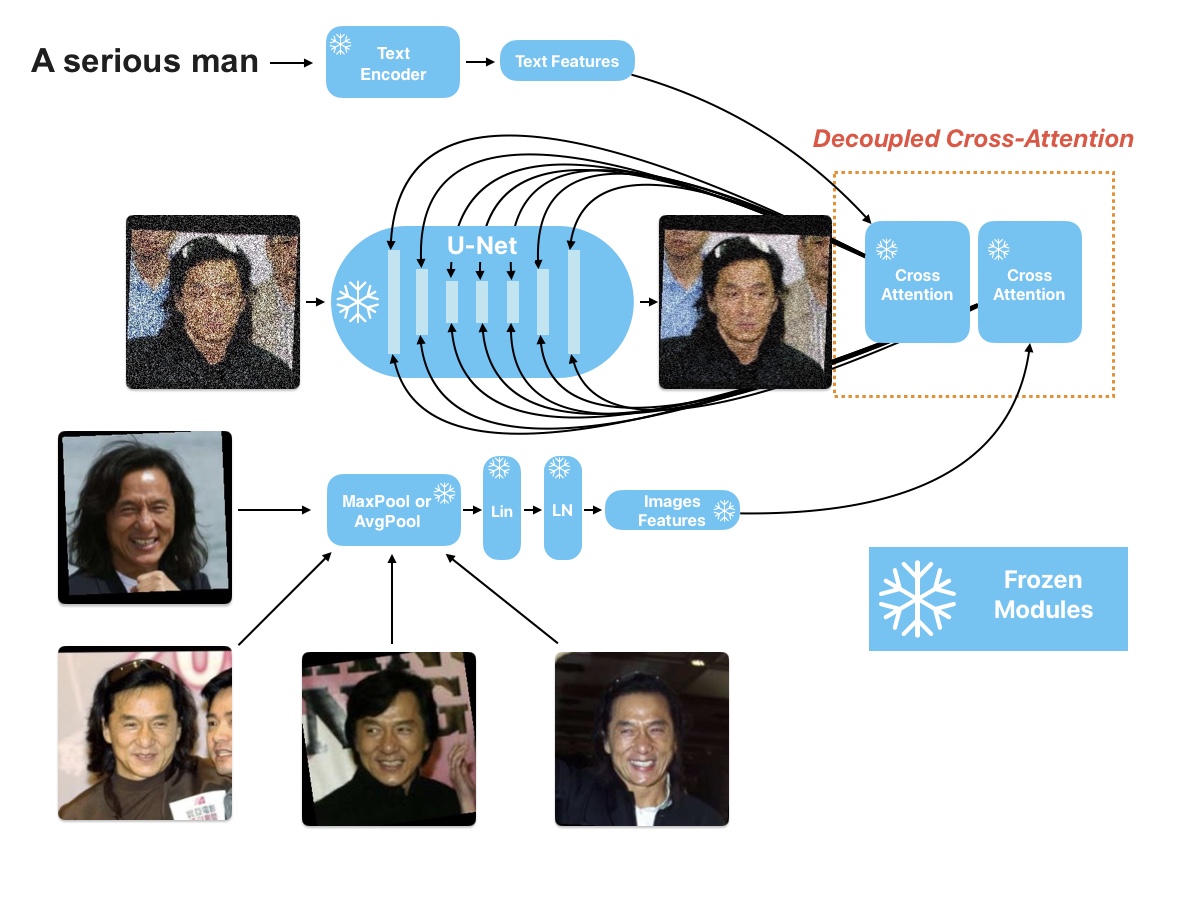 A serious man
Text
Encoder
Text Features
Decoupled Cross-Attention
U-Net
Cross
Attention
Cross
Attention
MaxPool or
AvgPool
Lin
LN
Images
Features
Frozen
Modules